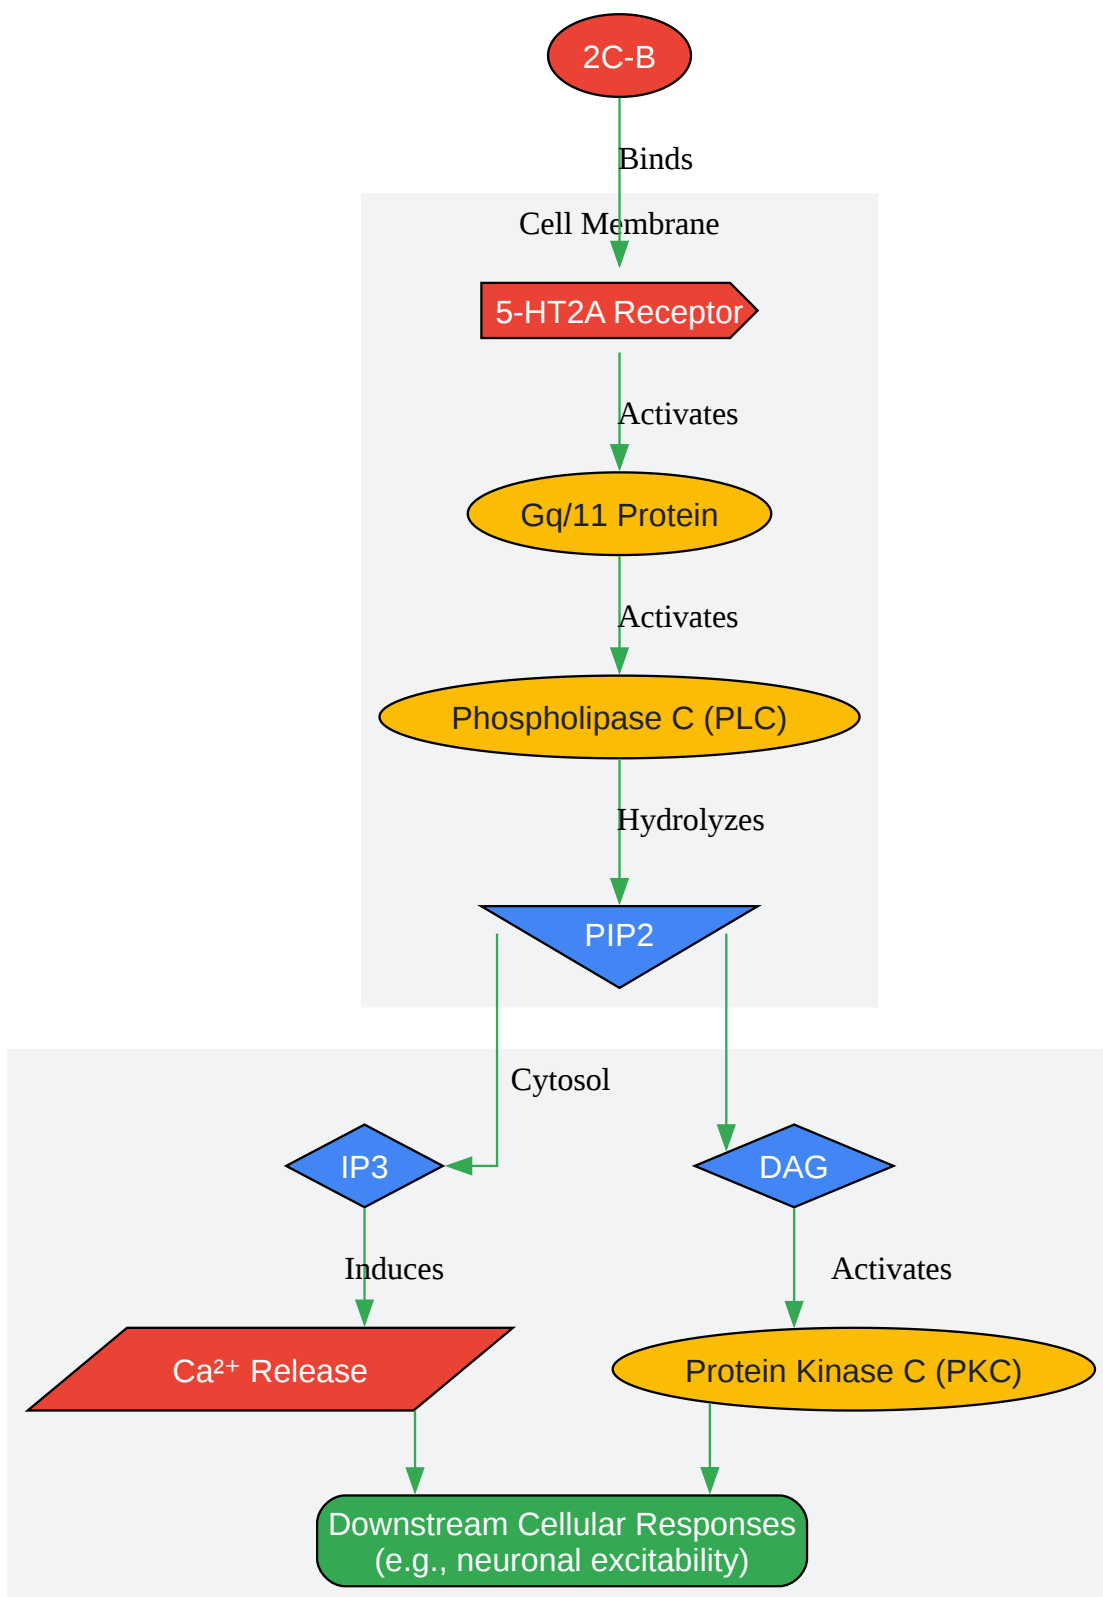 2C-B
Binds
Cell Membrane
5-HT2A Receptor
Activates
Gq/11 Protein
Activates
Phospholipase C (PLC)
Hydrolyzes
PIP2
Cytosol
IP3
DAG
Induces
Activates
Ca²⁺ Release
Protein Kinase C (PKC)
Downstream Cellular Responses
(e.g., neuronal excitability)